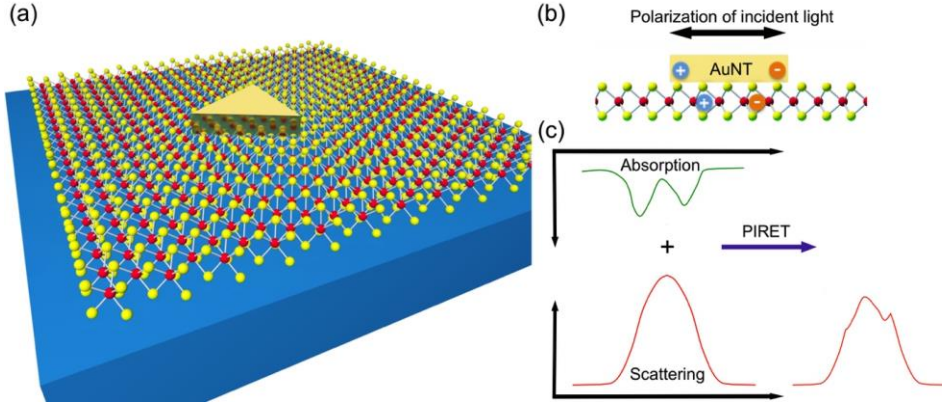 (a)
(b)
Polarization of incident light
+ AuNT −
+ −
(c)
Absorption
+
PIRET
Scattering